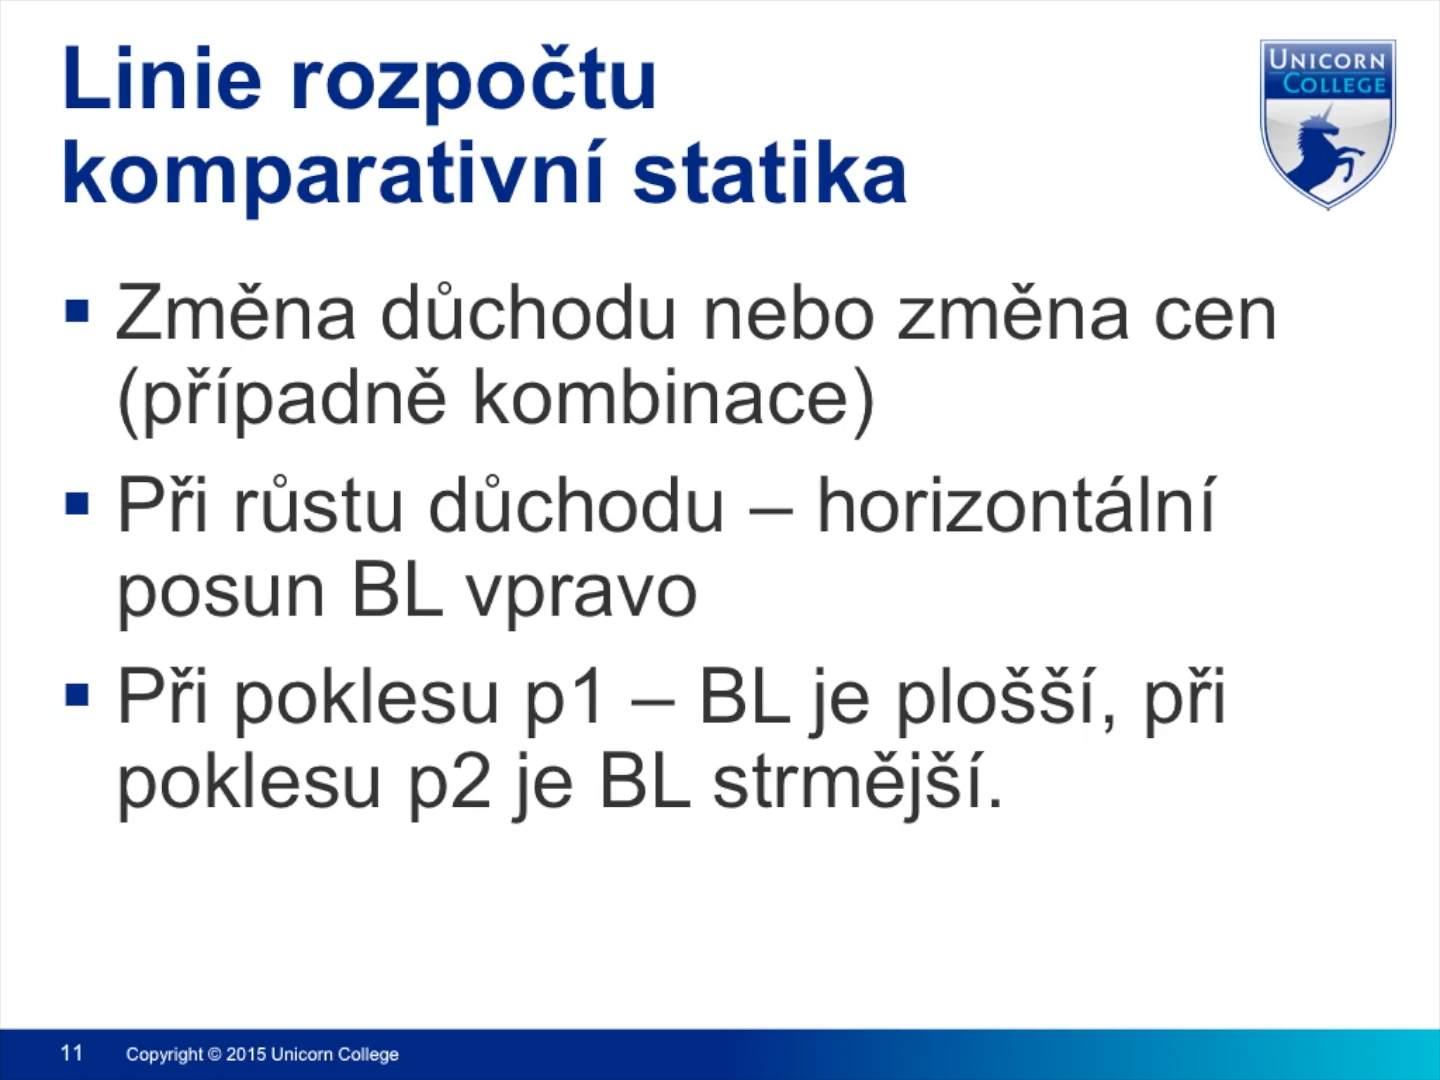 Linie rozpočtu
komparativní statika
UNICORN
COLLEGE
Změna důchodu nebo změna cen
(případně kombinace)
Při růstu důchodu – horizontální
posun BL vpravo
Při poklesu p1 – BL je plošší, při
poklesu p2 je BL strmější.
11 Copyright © 2015 Unicorn College